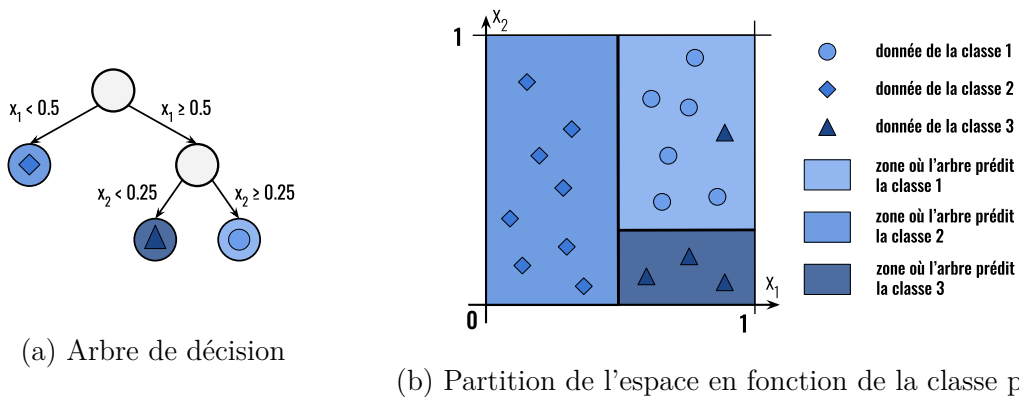 x₁ < 0.5
x₁ ≥ 0.5
x₂ < 0.25
x₂ ≥ 0.25
(a) Arbre de décision
x₂
1
x₁
0
1
donnée de la classe 1
donnée de la classe 2
donnée de la classe 3
zone où l'arbre prédit
la classe 1
zone où l'arbre prédit
la classe 2
zone où l'arbre prédit
la classe 3
(b) Partition de l'espace en fonction de la classe p